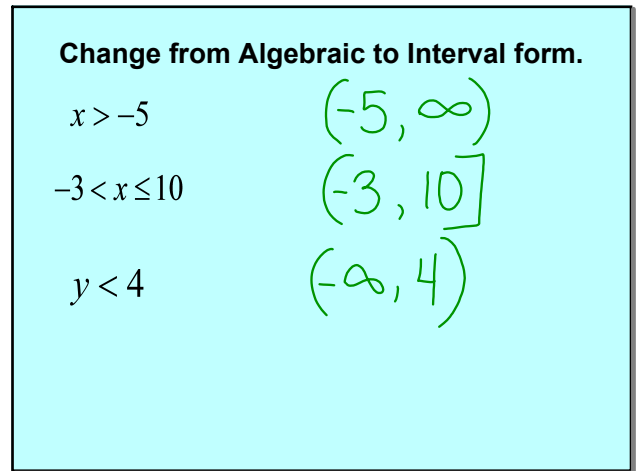 Change from Algebraic to Interval form.
x > −5 (-5, ∞)
−3 < x ≤ 10 (-3, 10]
y < 4 (-∞, 4)